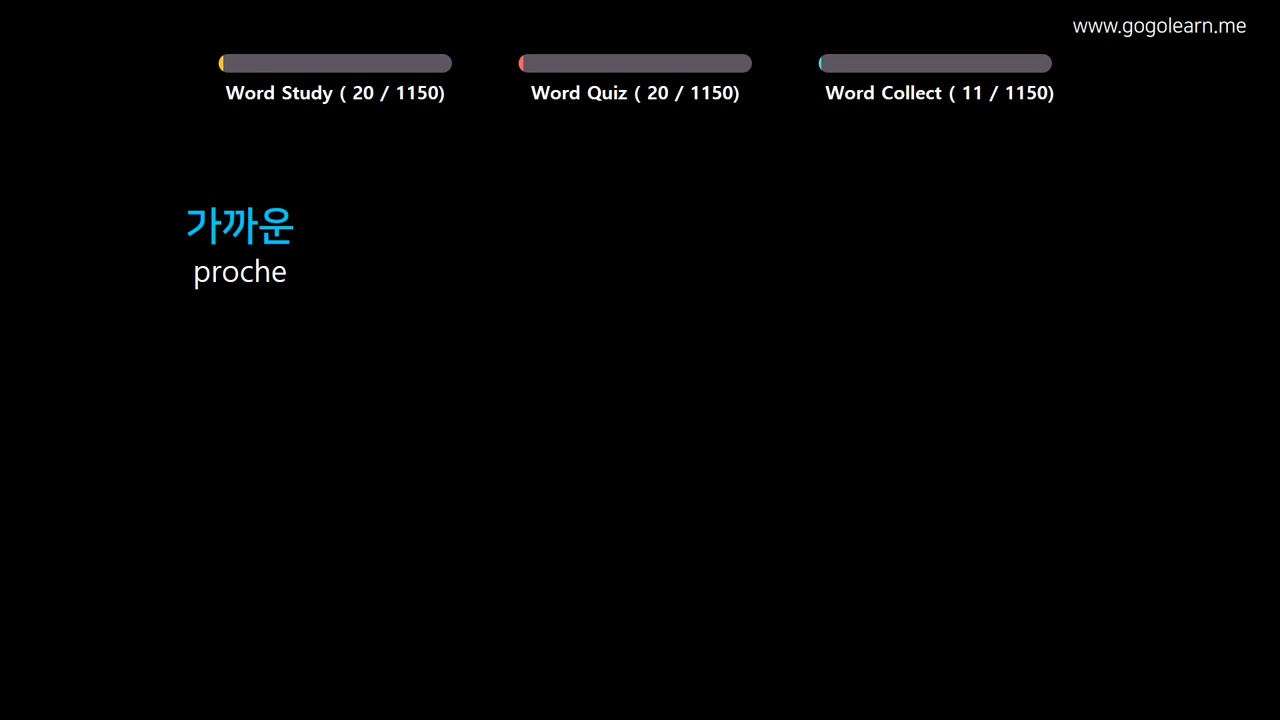 www.gogolearn.me
Word Study ( 20 / 1150)
Word Quiz ( 20 / 1150)
Word Collect ( 11 / 1150)
가까운
proche